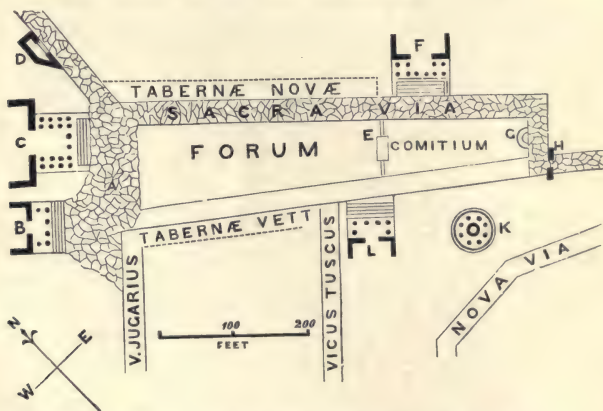 F
D
TABERNÆ NOVÆ
SACRA VIA
C
FORUM
E
COMITIUM
G
H
A
B
TABERNÆ VETT
L
K
V. JUGARIUS
VICUS TUSCUS
NOVA VIA
100 200
FEET
N
E
W